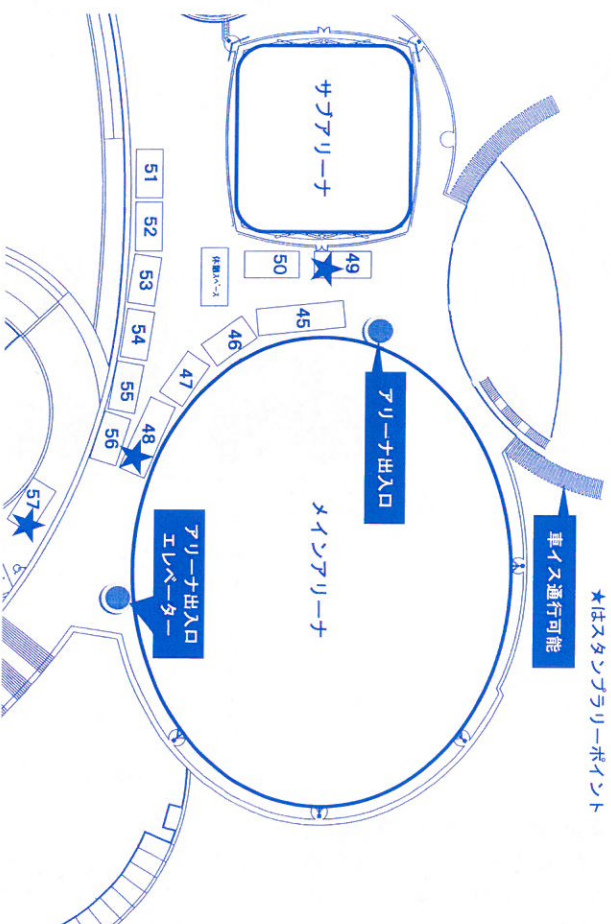 ★はスタンプラリーポイント
車イス通行可能
アリーナ出入口
メインアリーナ
アリーナ出入口
エレベーター
サブアリーナ
49
50
体験スペース
45
46
47
48
51
52
53
54
55
56
57